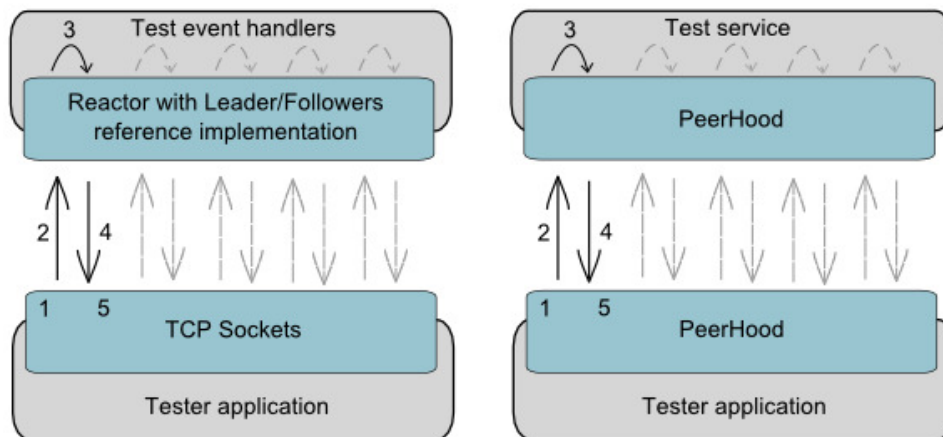 Test event handlers
3
Reactor with Leader/Followers
reference implementation
2
4
1
5
TCP Sockets
Tester application
Test service
3
PeerHood
2
4
1
5
PeerHood
Tester application